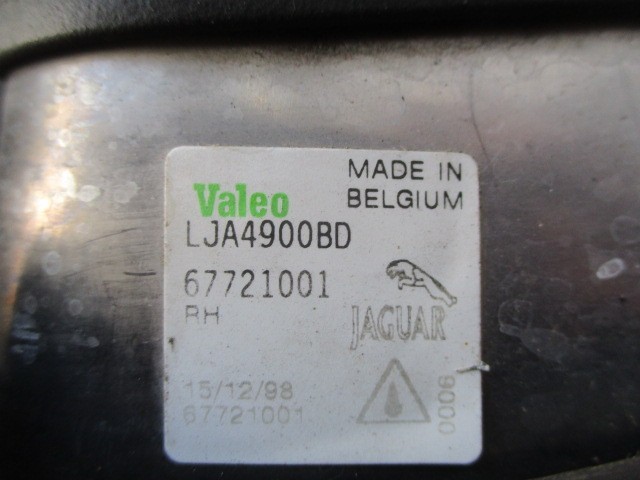 Valeo
MADE IN
BELGIUM
LJA4900BD
67721001
RH
JAGUAR
15/12/98
67721001
9000